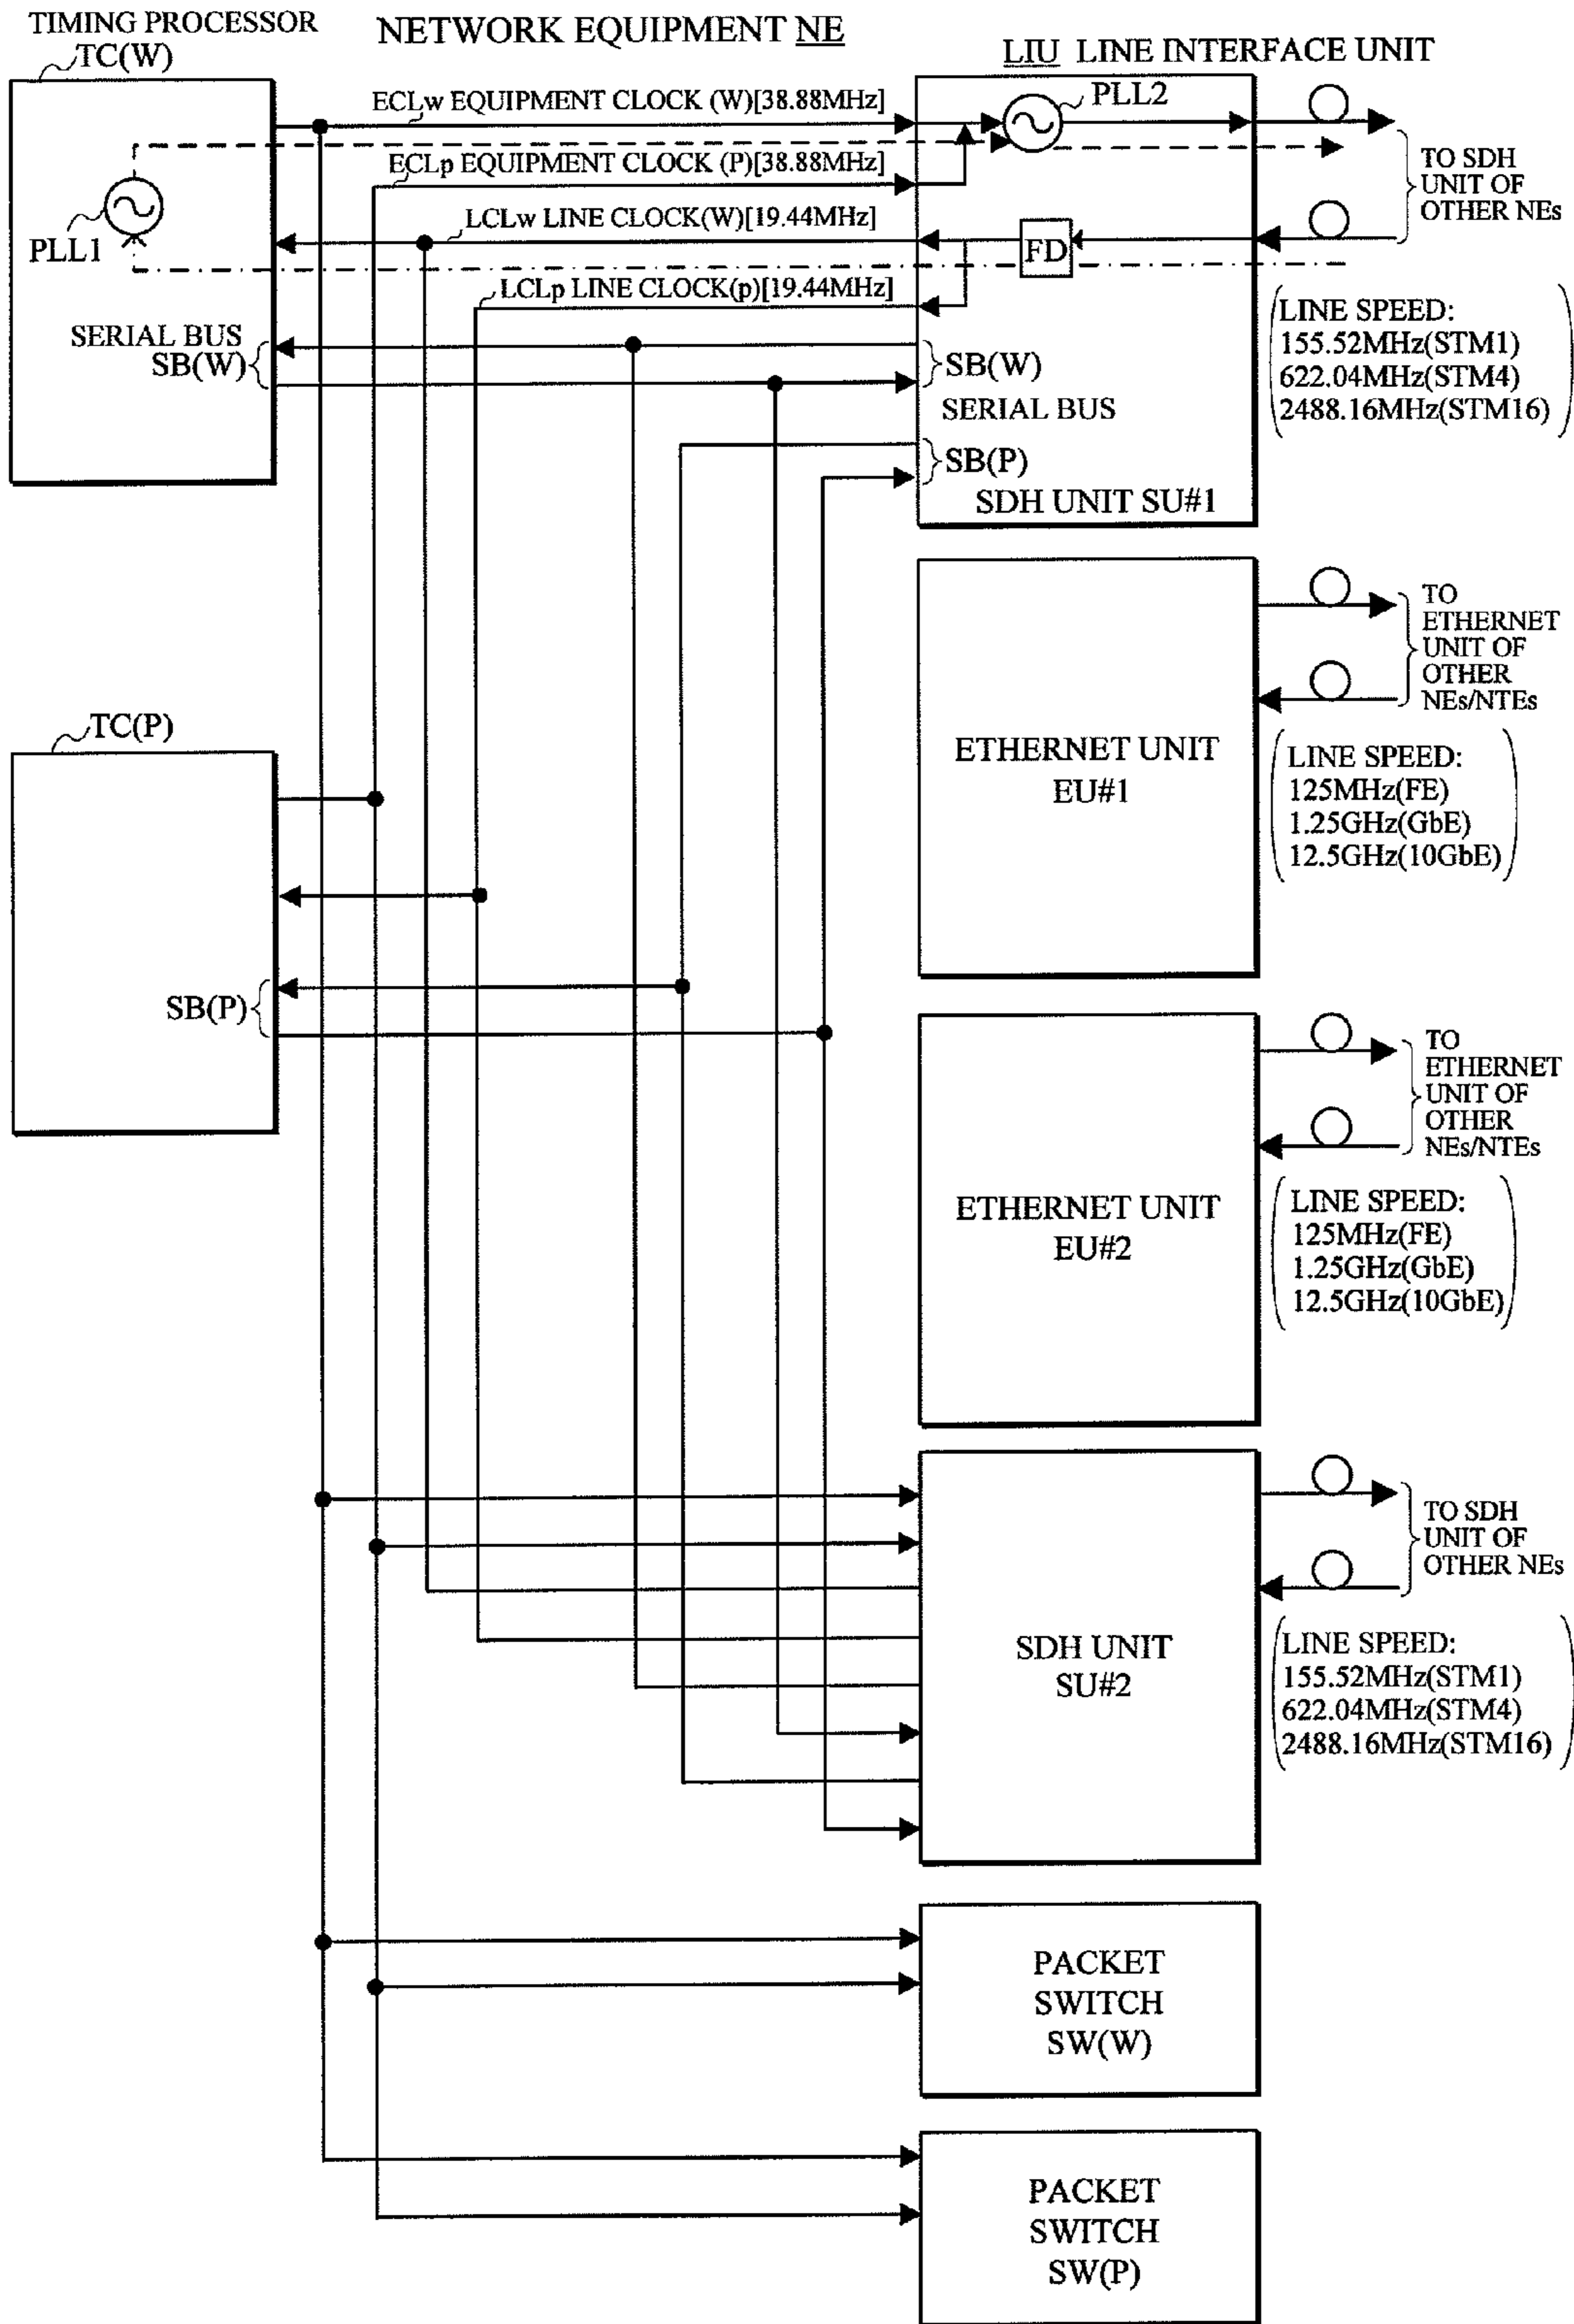 TIMING PROCESSOR
TC(W)
NETWORK EQUIPMENT NE
LIU LINE INTERFACE UNIT
ECLw EQUIPMENT CLOCK (W)[38.88MHz]
PLL2
ECLp EQUIPMENT CLOCK (P)[38.88MHz]
TO SDH
UNIT OF
OTHER NEs
LCLw LINE CLOCK(W)[19.44MHz]
PLL1
FD
LCLp LINE CLOCK(p)[19.44MHz]
LINE SPEED:
155.52MHz(STM1)
622.04MHz(STM4)
2488.16MHz(STM16)
SERIAL BUS
SB(W)
SB(W)
SERIAL BUS
SB(P)
SDH UNIT SU#1
TO
ETHERNET
UNIT OF
OTHER
NEs/NTEs
TC(P)
ETHERNET UNIT
EU#1
LINE SPEED:
125MHz(FE)
1.25GHz(GbE)
12.5GHz(10GbE)
SB(P)
TO
ETHERNET
UNIT OF
OTHER
NEs/NTEs
ETHERNET UNIT
EU#2
LINE SPEED:
125MHz(FE)
1.25GHz(GbE)
12.5GHz(10GbE)
TO SDH
UNIT OF
OTHER NEs
SDH UNIT
SU#2
LINE SPEED:
155.52MHz(STM1)
622.04MHz(STM4)
2488.16MHz(STM16)
PACKET
SWITCH
SW(W)
PACKET
SWITCH
SW(P)